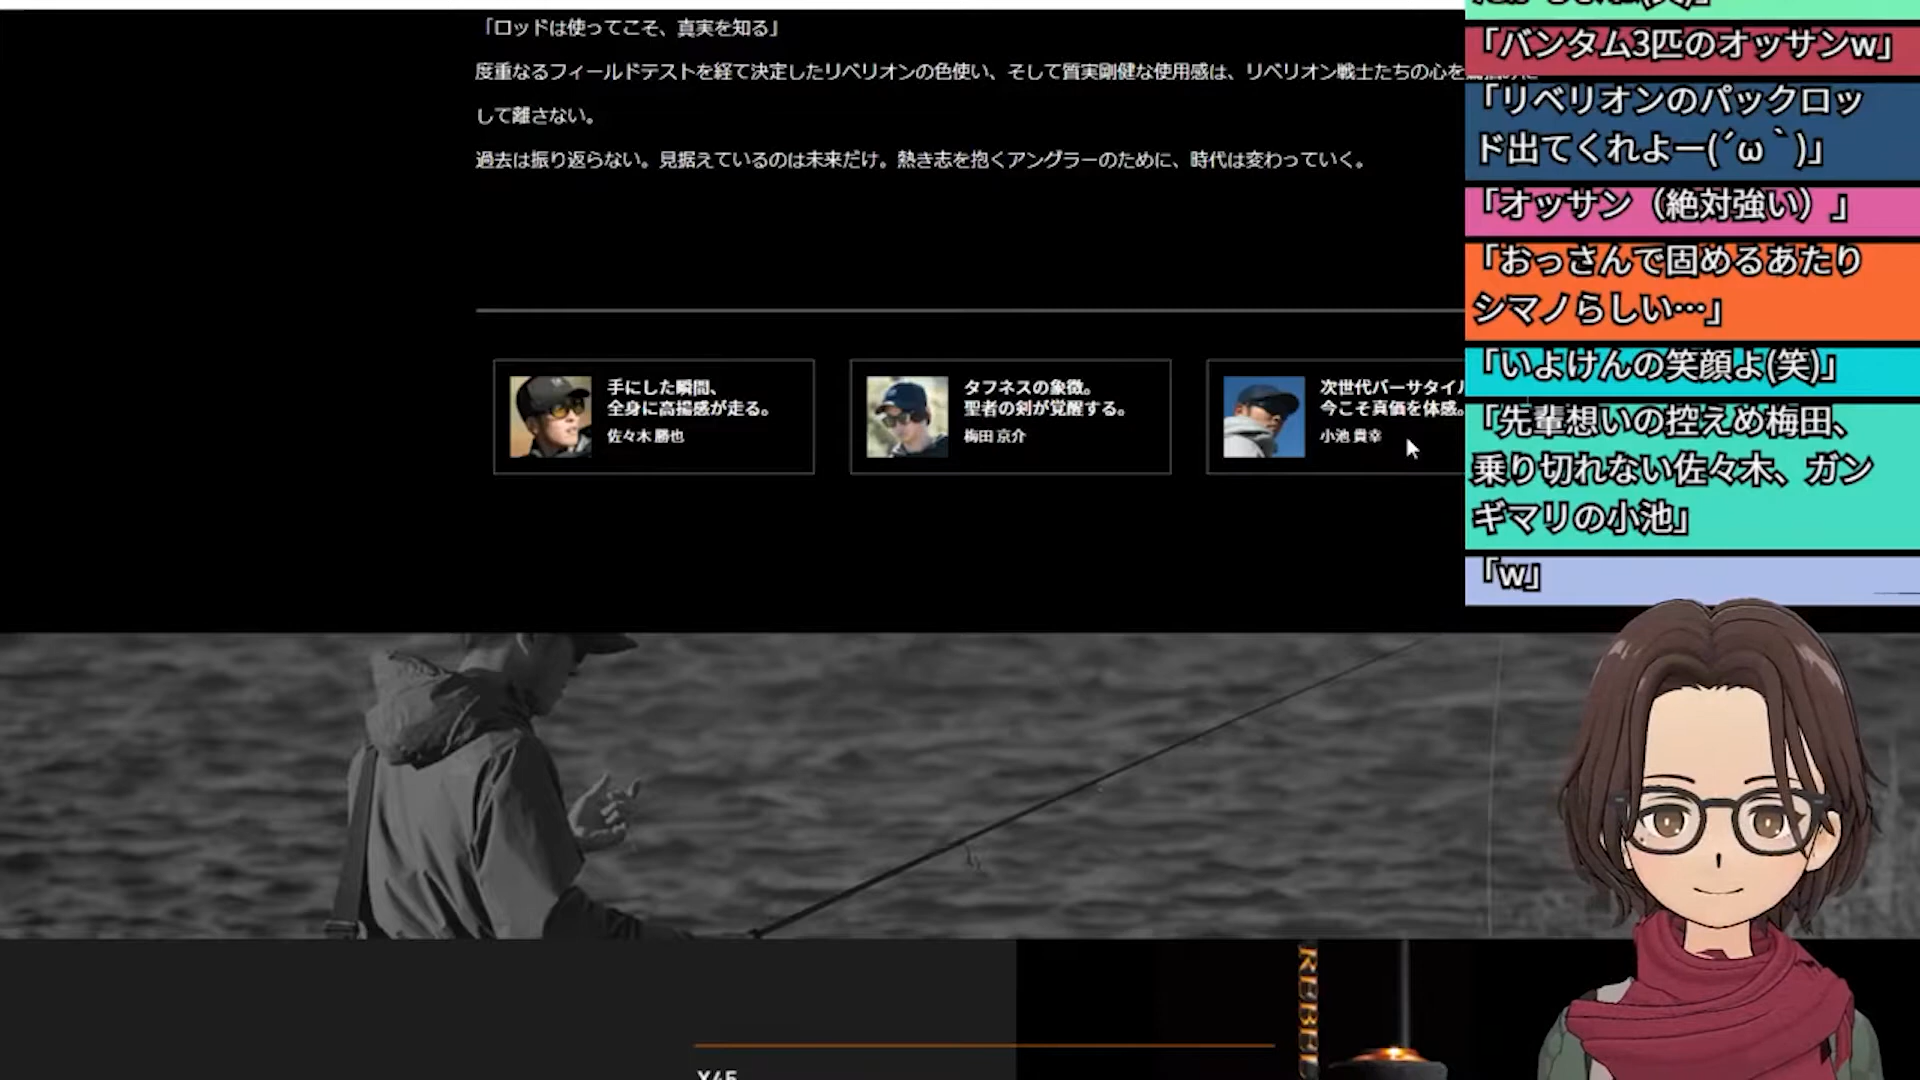 「ロッドは使ってこそ、真実を知る」
度重なるフィールドテストを経て決定したリベリオンの色使い、そして質実剛健な使用感は、リベリオン戦士たちの心を
して離さない。
過去は振り返らない。見据えているのは未来だけ。熱き志を抱くアングラーのために、時代は変わっていく。
手にした瞬間、
全身に高揚感が走る。
佐々木 勝也
タフネスの象徴。
聖者の剣が覚醒する。
梅田 京介
次世代バーサタイル
今こそ真価を体感。
小池 貴幸
「バンタム3匹のオッサンw」
「リベリオンのパックロッ
ド出てくれよー(´ω｀)」
「オッサン（絶対強い）」
「おっさんで固めるあたり
シマノらしい…」
「いよけんの笑顔よ(笑)」
「先輩想いの控えめ梅田、
乗り切れない佐々木、ガン
ギマリの小池」
「w」
REBEL
X45